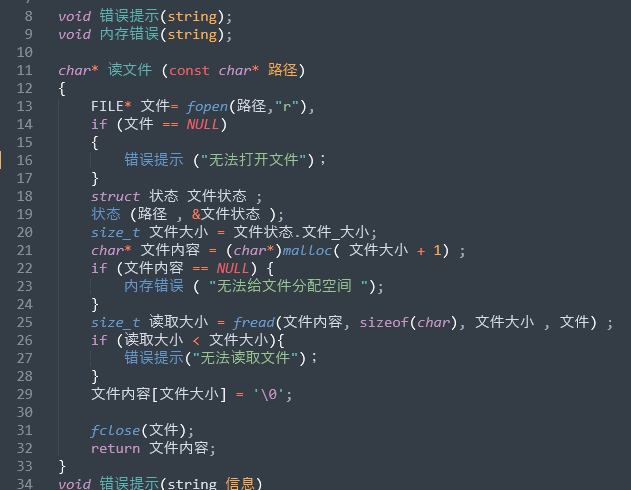 8 void 错误提示(string);
9 void 内存错误(string);
10
11 char* 读文件 (const char* 路径)
12 {
13 FILE* 文件= fopen(路径,"r"),
14 if (文件 == NULL)
15 {
16 错误提示 ("无法打开文件");
17 }
18 struct 状态 文件状态 ;
19 状态 (路径 , &文件状态 );
20 size_t 文件大小 = 文件状态.文件_大小;
21 char* 文件内容 = (char*)malloc( 文件大小 + 1) ;
22 if (文件内容 == NULL) {
23 内存错误 ( "无法给文件分配空间 ");
24 }
25 size_t 读取大小 = fread(文件内容, sizeof(char), 文件大小 , 文件) ;
26 if (读取大小 < 文件大小){
27 错误提示("无法读取文件");
28 }
29 文件内容[文件大小] = '\0';
30
31 fclose(文件);
32 return 文件内容;
33 }
34 void 错误提示(string 信息)